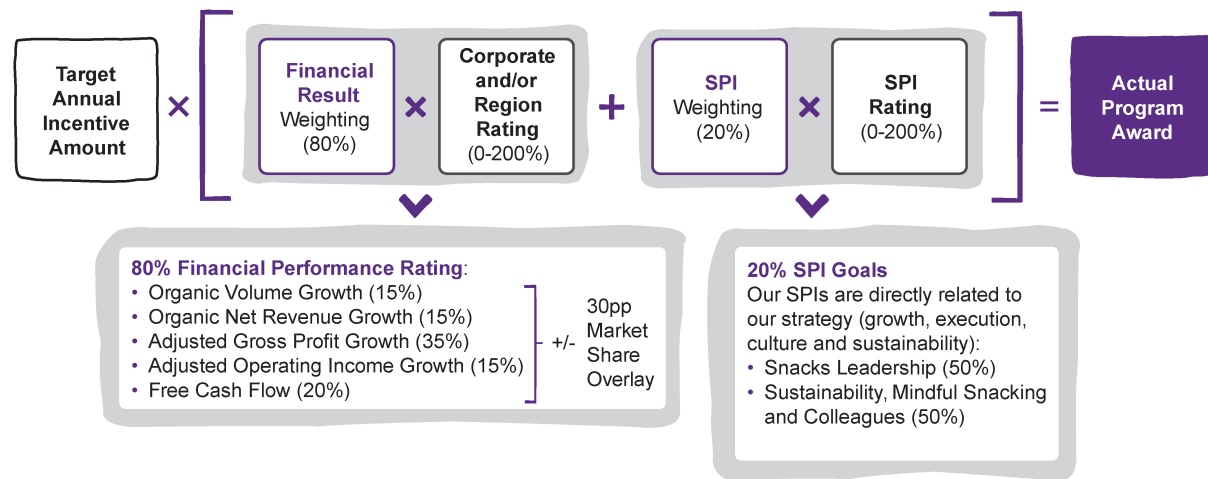 Target
Annual
Incentive
Amount
×
[
Financial
Result
Weighting
(80%)
×
Corporate
and/or
Region
Rating
(0-200%)
+
SPI
Weighting
(20%)
×
SPI
Rating
(0-200%)
]
=
Actual
Program
Award
80% Financial Performance Rating:
• Organic Volume Growth (15%)
• Organic Net Revenue Growth (15%)
• Adjusted Gross Profit Growth (35%)
• Adjusted Operating Income Growth (15%)
• Free Cash Flow (20%)
+/-
30pp
Market
Share
Overlay
20% SPI Goals
Our SPIs are directly related to
our strategy (growth, execution,
culture and sustainability):
• Snacks Leadership (50%)
• Sustainability, Mindful Snacking
and Colleagues (50%)